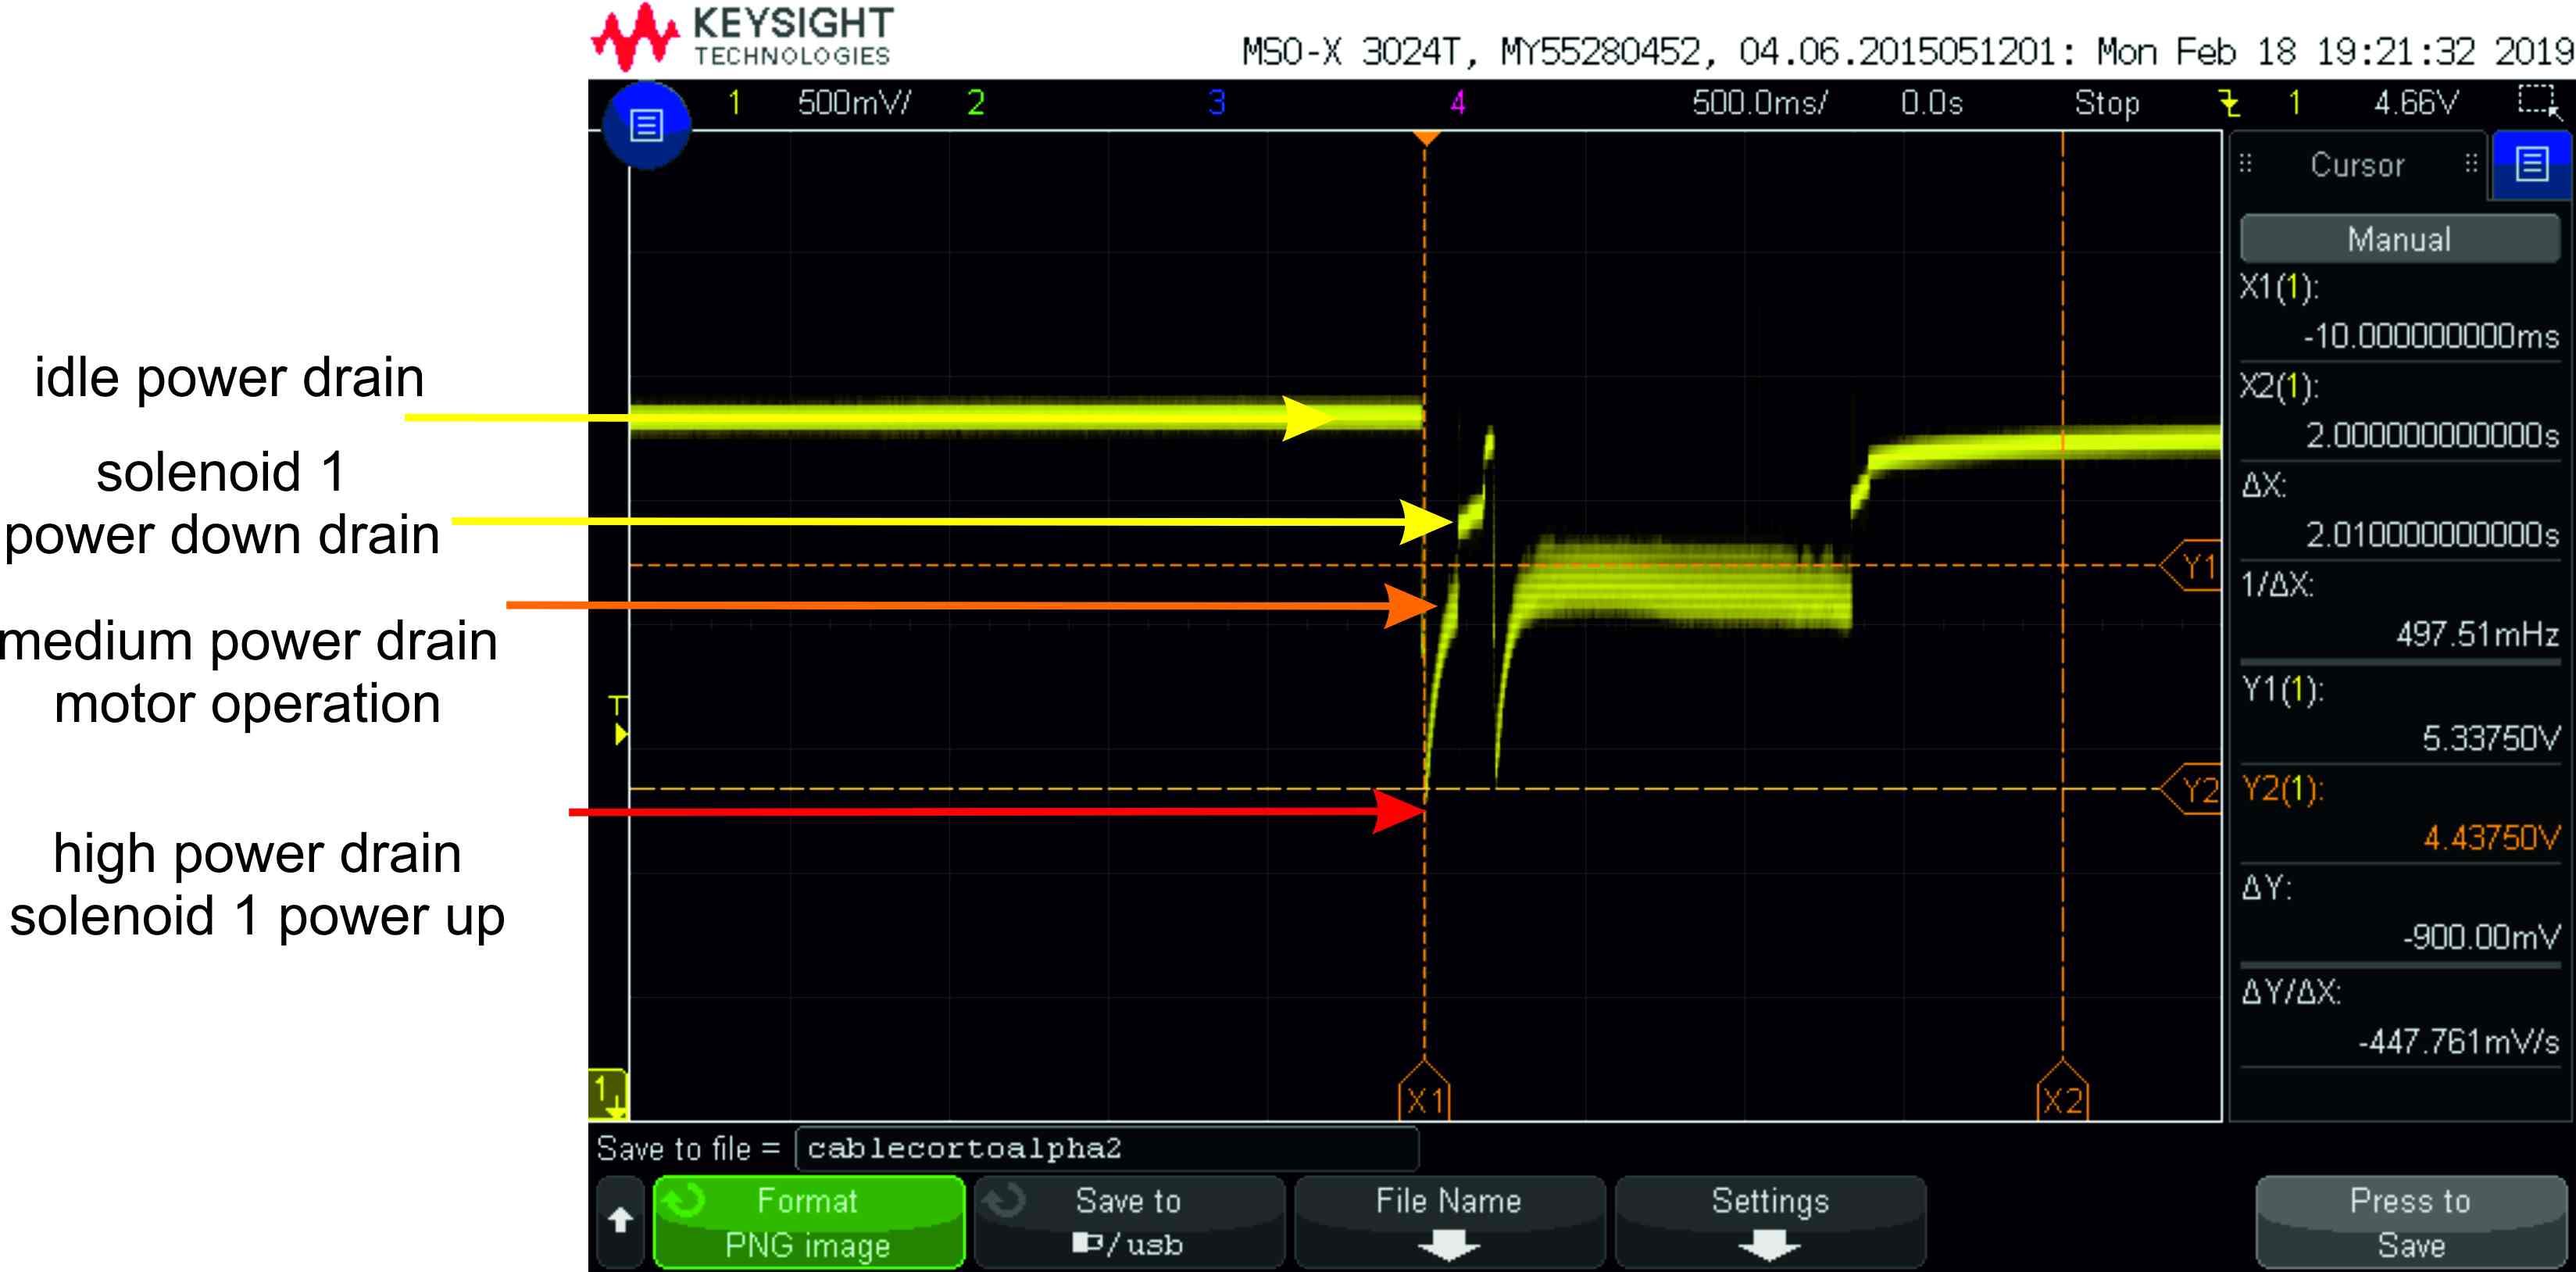 KEYSIGHT
TECHNOLOGIES
MSO-X 3024T, MY55280452, 04.06.2015051201: Mon Feb 18 19:21:32 2019
1 500mV/ 2 3 4 500.0ms/ 0.0s Stop 1 4.66V
Cursor
Manual
X1(1):
-10.000000000ms
X2(1):
2.000000000000s
ΔX:
2.010000000000s
1/ΔX:
497.51mHz
Y1(1):
5.33750V
Y2(1):
4.43750V
ΔY:
-900.00mV
ΔY/ΔX:
-447.761mV/s
idle power drain
solenoid 1
power down drain
medium power drain
motor operation
high power drain
solenoid 1 power up
Y1
Y2
T
1
X1
X2
Save to file = cablecortoalpha2
Format
PNG image
Save to
/usb
File Name
Settings
Press to
Save